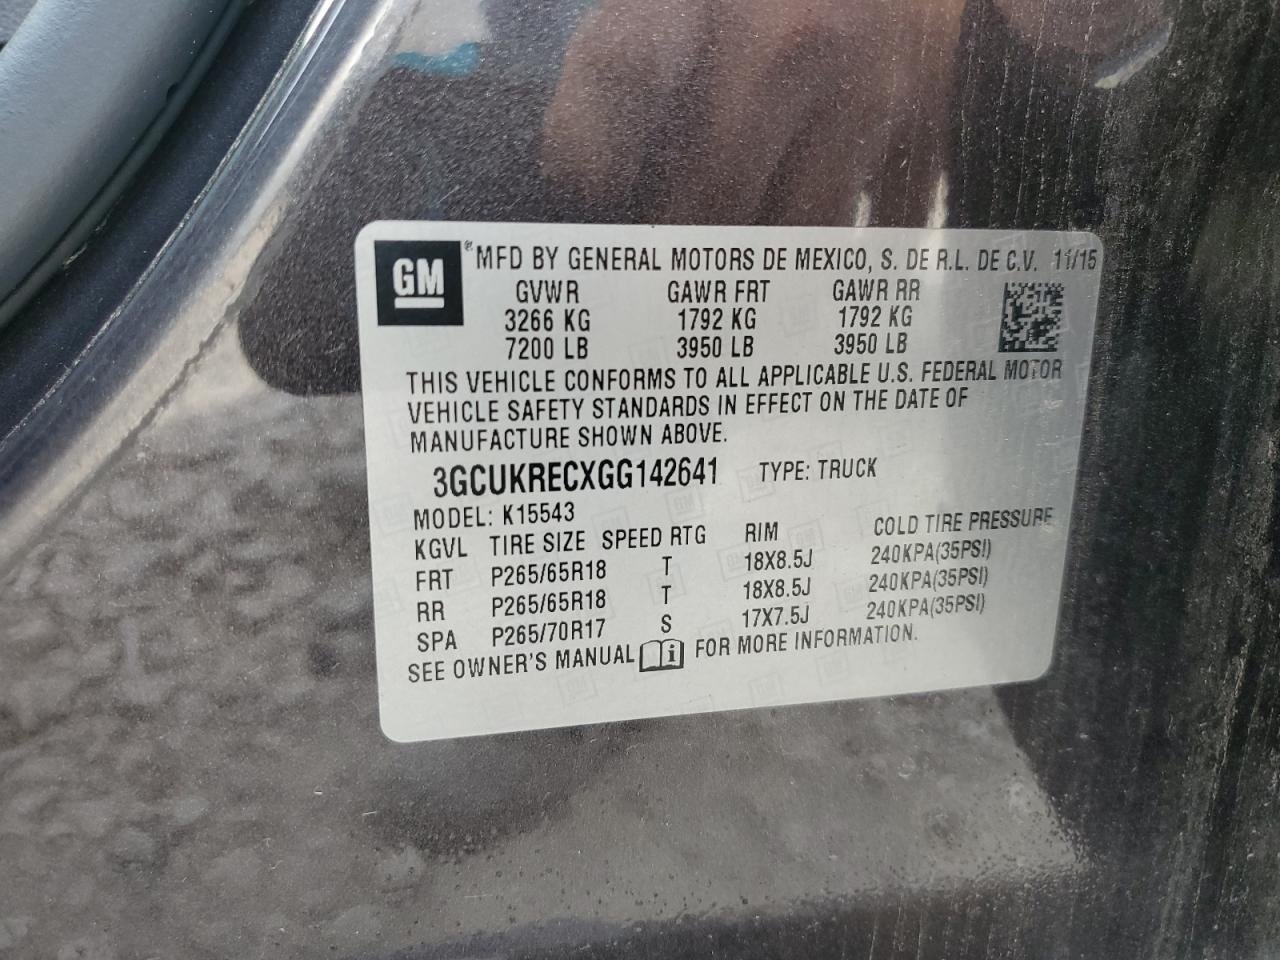 GM ® MFD BY GENERAL MOTORS DE MEXICO, S. DE R.L. DE C.V. 11/15
GVWR GAWR FRT GAWR RR
3266 KG 1792 KG 1792 KG
7200 LB 3950 LB 3950 LB
THIS VEHICLE CONFORMS TO ALL APPLICABLE U.S. FEDERAL MOTOR
VEHICLE SAFETY STANDARDS IN EFFECT ON THE DATE OF
MANUFACTURE SHOWN ABOVE.
3GCUKRECXGG142641 TYPE: TRUCK
MODEL: K15543
KGVL TIRE SIZE SPEED RTG RIM COLD TIRE PRESSURE
FRT P265/65R18 T 18X8.5J 240KPA(35PSI)
RR P265/65R18 T 18X8.5J 240KPA(35PSI)
SPA P265/70R17 S 17X7.5J 240KPA(35PSI)
SEE OWNER'S MANUAL i FOR MORE INFORMATION.